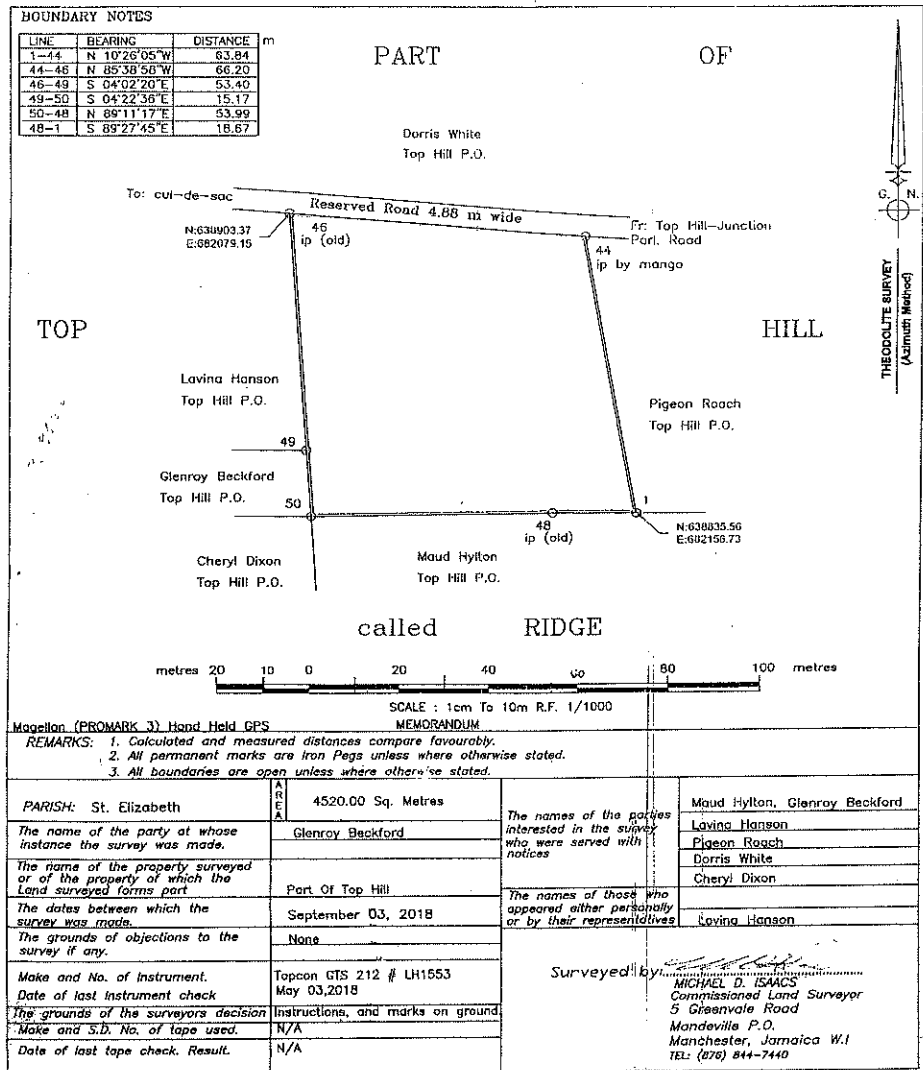 BOUNDARY NOTES
LINE BEARING DISTANCE m
1-44 N 10°26'05"W 63.84
44-46 N 85°38'58"W 66.20
46-49 S 04°02'20"E 53.40
49-50 S 04°22'36"E 15.17
50-48 N 89°11'17"E 53.99
48-1 S 89°27'45"E 18.67
PART OF
Dorris White
Top Hill P.O.
G. N.
To: cul-de-sac
Reserved Road 4.88 m wide
Fr: Top Hill-Junction
Parl. Road
N:638903.37
E:682079.15
46
ip (old)
44
ip by mango
THEODOLITE SURVEY
(Azimuth Method)
TOP HILL
Lavina Hanson
Top Hill P.O.
Pigeon Roach
Top Hill P.O.
49
Glenroy Beckford
Top Hill P.O.
50
48
ip (old)
1
N:638835.56
E:682156.73
Cheryl Dixon
Top Hill P.O.
Maud Hylton
Top Hill P.O.
called RIDGE
metres 20 10 0 20 40 60 80 100 metres
SCALE : 1cm To 10m R.F. 1/1000
Magellan (PROMARK 3) Hand Held GPS
MEMORANDUM
REMARKS: 1. Calculated and measured distances compare favourably.
2. All permanent marks are Iron Pegs unless where otherwise stated.
3. All boundaries are open unless where otherwise stated.
PARISH: St. Elizabeth
AREA
4520.00 Sq. Metres
The name of the party at whose
instance the survey was made.
Glenroy Beckford
The name of the property surveyed
or of the property of which the
Land surveyed forms part
Part Of Top Hill
The dates between which the
survey was made.
September 03, 2018
The grounds of objections to the
survey if any.
None
Make and No. of Instrument.
Topcon GTS 212 # LH1553
Date of last Instrument check
May 03,2018
The grounds of the surveyors decision
Instructions, and marks on ground
Make and S.D. No. of tape used.
N/A
Date of last tape check. Result.
N/A
The names of the parties
interested in the survey
who were served with
notices
Maud Hylton, Glenroy Beckford
Lavina Hanson
Pigeon Roach
Dorris White
Cheryl Dixon
The names of those who
appeared either personally
or by their representatives
Lavina Hanson
Surveyed by:
MICHAEL D. ISAACS
Commissioned Land Surveyor
5 Greenvale Road
Mandeville P.O.
Manchester, Jamaica W.I
TEL: (876) 844-7440